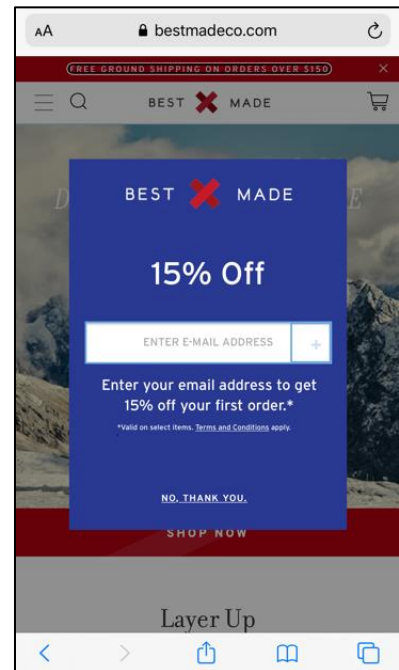 AA bestmadeco.com
FREE GROUND SHIPPING ON ORDERS OVER $150 ×
BEST MADE
BEST MADE
15% Off
ENTER E-MAIL ADDRESS +
Enter your email address to get
15% off your first order.*
*Valid on select items. Terms and Conditions apply.
NO, THANK YOU.
SHOP NOW
Layer Up